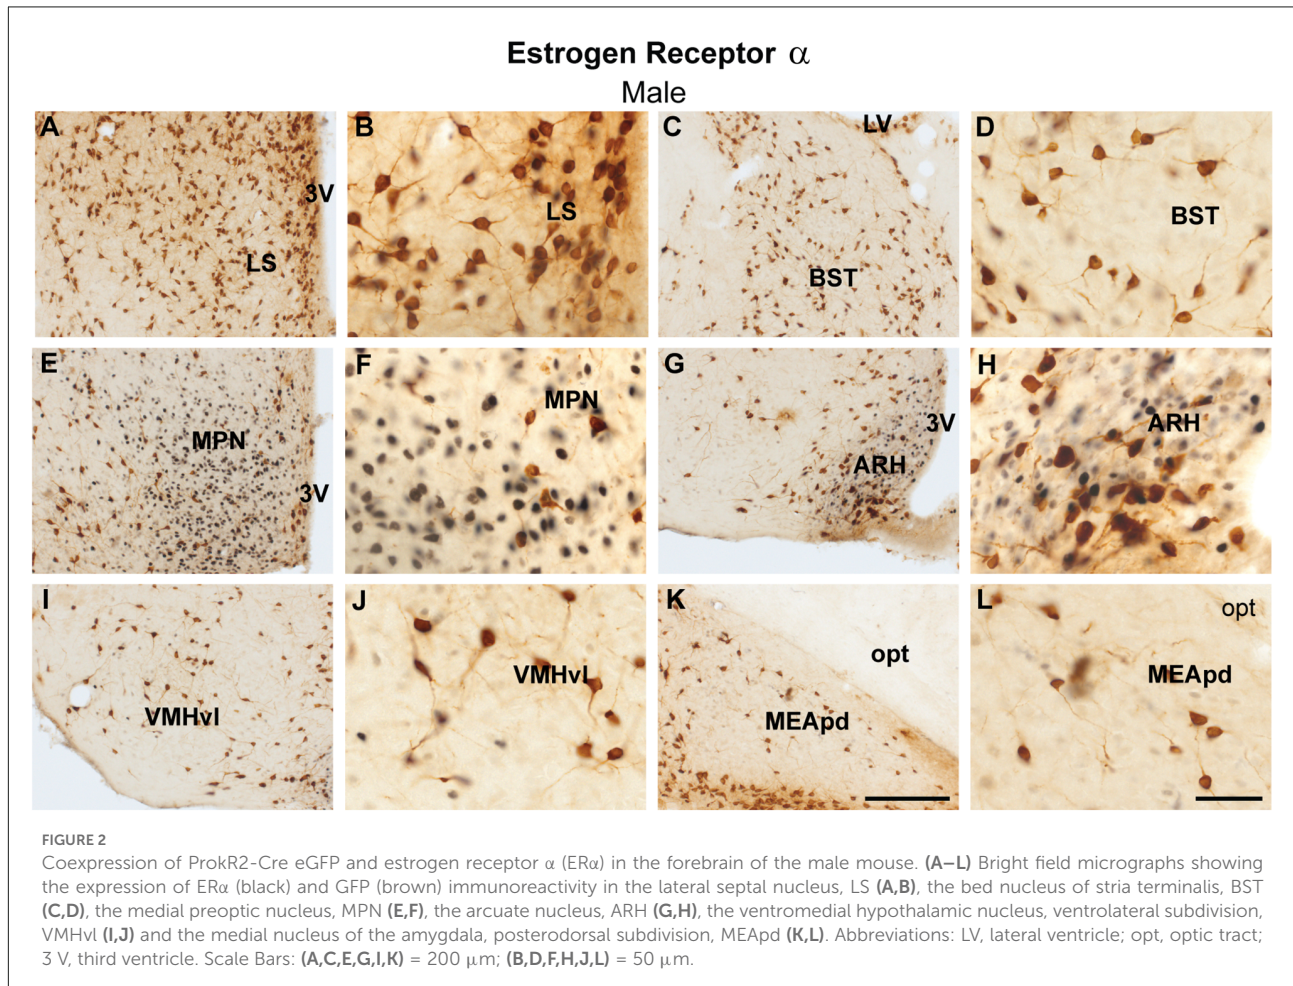 Estrogen Receptor α
Male
A
3V
LS
B
LS
C
LV
BST
D
BST
E
MPN
3V
F
MPN
G
3V
ARH
H
ARH
I
VMHvl
J
VMHvl
K
opt
MEApd
L
opt
MEApd
FIGURE 2
Coexpression of ProkR2-Cre eGFP and estrogen receptor α (ERα) in the forebrain of the male mouse. (A–L) Bright field micrographs showing
the expression of ERα (black) and GFP (brown) immunoreactivity in the lateral septal nucleus, LS (A,B), the bed nucleus of stria terminalis, BST
(C,D), the medial preoptic nucleus, MPN (E,F), the arcuate nucleus, ARH (G,H), the ventromedial hypothalamic nucleus, ventrolateral subdivision,
VMHvl (I,J) and the medial nucleus of the amygdala, posterodorsal subdivision, MEApd (K,L). Abbreviations: LV, lateral ventricle; opt, optic tract;
3 V, third ventricle. Scale Bars: (A,C,E,G,I,K) = 200 μm; (B,D,F,H,J,L) = 50 μm.